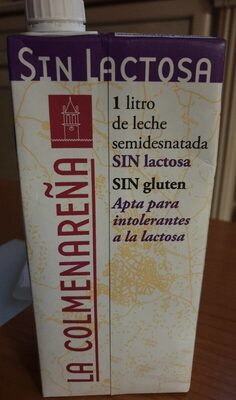 SIN LACTOSA
LA COLMENAREÑA
1 litro
de leche
semidesnatada
SIN lactosa
SIN gluten
Apta para
intolerantes
a la lactosa